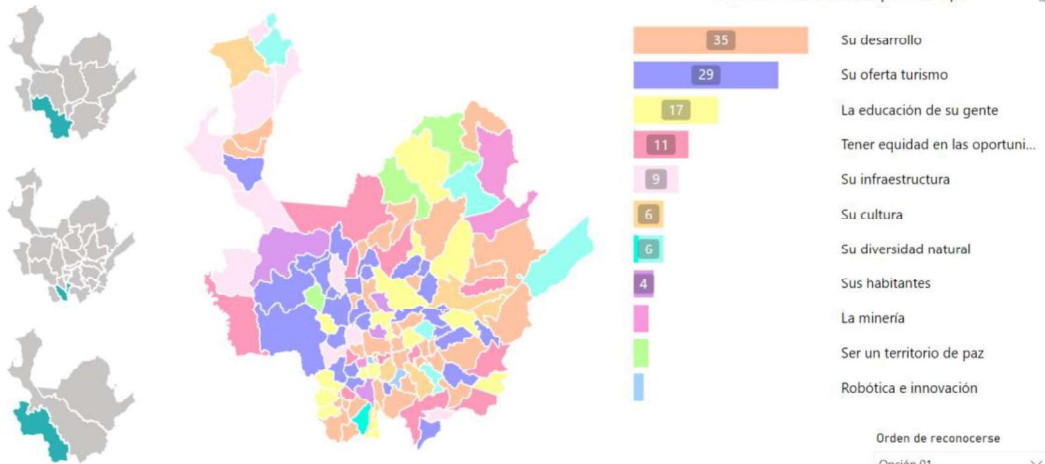 35 Su desarrollo
29 Su oferta turismo
17 La educación de su gente
11 Tener equidad en las oportuni...
9 Su infraestructura
6 Su cultura
6 Su diversidad natural
4 Sus habitantes
La minería
Ser un territorio de paz
Robótica e innovación
Orden de reconocerse
Opción 01